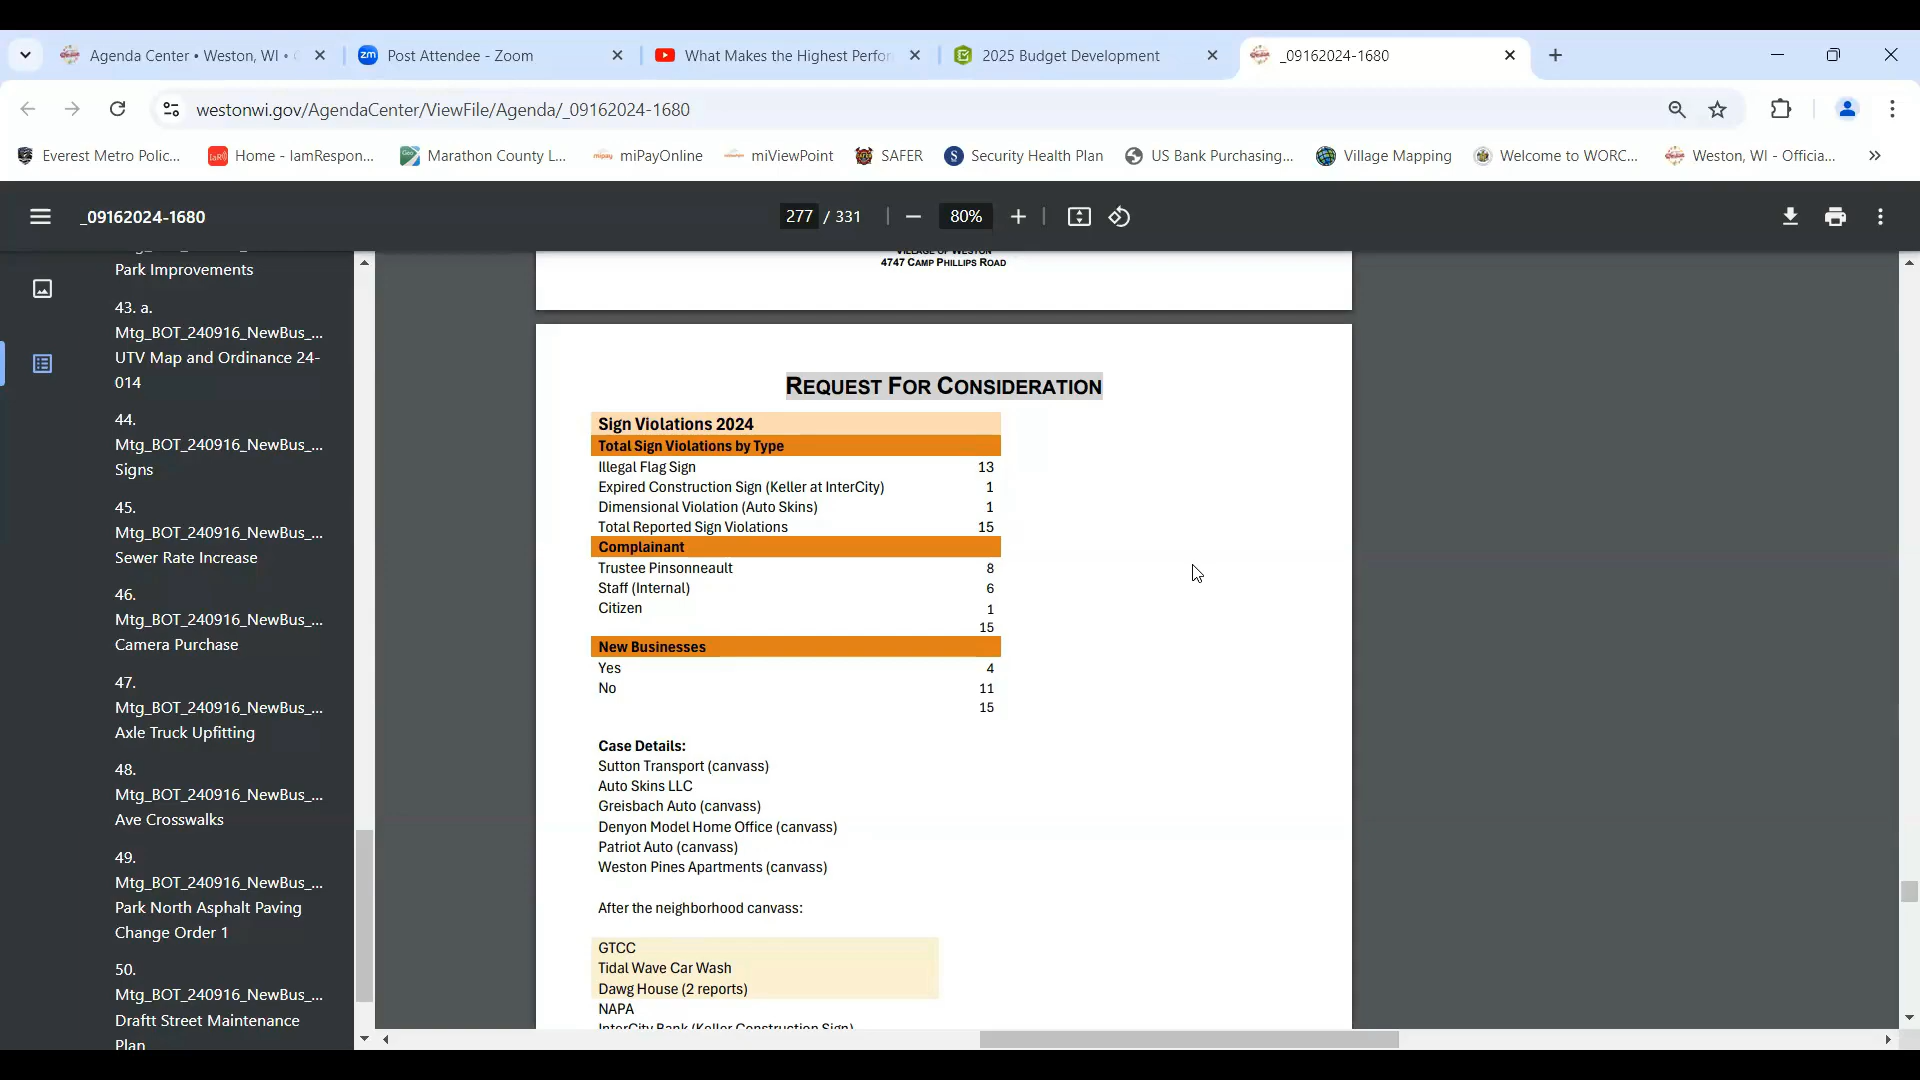 Agenda Center • Weston, WI •
Post Attendee - Zoom
What Makes the Highest Perfor
2025 Budget Development
_09162024-1680
westonwi.gov/AgendaCenter/ViewFile/Agenda/_09162024-1680
Everest Metro Polic...
Home - IamRespon...
Marathon County L...
miPayOnline
miViewPoint
SAFER
Security Health Plan
US Bank Purchasing...
Village Mapping
Welcome to WORC...
Weston, WI - Officia...
_09162024-1680
277 / 331
80%
Park Improvements
43. a.
Mtg_BOT_240916_NewBus_...
UTV Map and Ordinance 24-
014
44.
Mtg_BOT_240916_NewBus_...
Signs
45.
Mtg_BOT_240916_NewBus_...
Sewer Rate Increase
46.
Mtg_BOT_240916_NewBus_...
Camera Purchase
47.
Mtg_BOT_240916_NewBus_...
Axle Truck Upfitting
48.
Mtg_BOT_240916_NewBus_...
Ave Crosswalks
49.
Mtg_BOT_240916_NewBus_...
Park North Asphalt Paving
Change Order 1
50.
Mtg_BOT_240916_NewBus_...
Draftt Street Maintenance
Plan
VILLAGE OF WESTON
4747 CAMP PHILLIPS ROAD
REQUEST FOR CONSIDERATION
Sign Violations 2024
Total Sign Violations by Type
Illegal Flag Sign 13
Expired Construction Sign (Keller at InterCity) 1
Dimensional Violation (Auto Skins) 1
Total Reported Sign Violations 15
Complainant
Trustee Pinsonneault 8
Staff (Internal) 6
Citizen 1
15
New Businesses
Yes 4
No 11
15
Case Details:
Sutton Transport (canvass)
Auto Skins LLC
Greisbach Auto (canvass)
Denyon Model Home Office (canvass)
Patriot Auto (canvass)
Weston Pines Apartments (canvass)
After the neighborhood canvass:
GTCC
Tidal Wave Car Wash
Dawg House (2 reports)
NAPA
InterCity Bank (Keller Construction Sign)